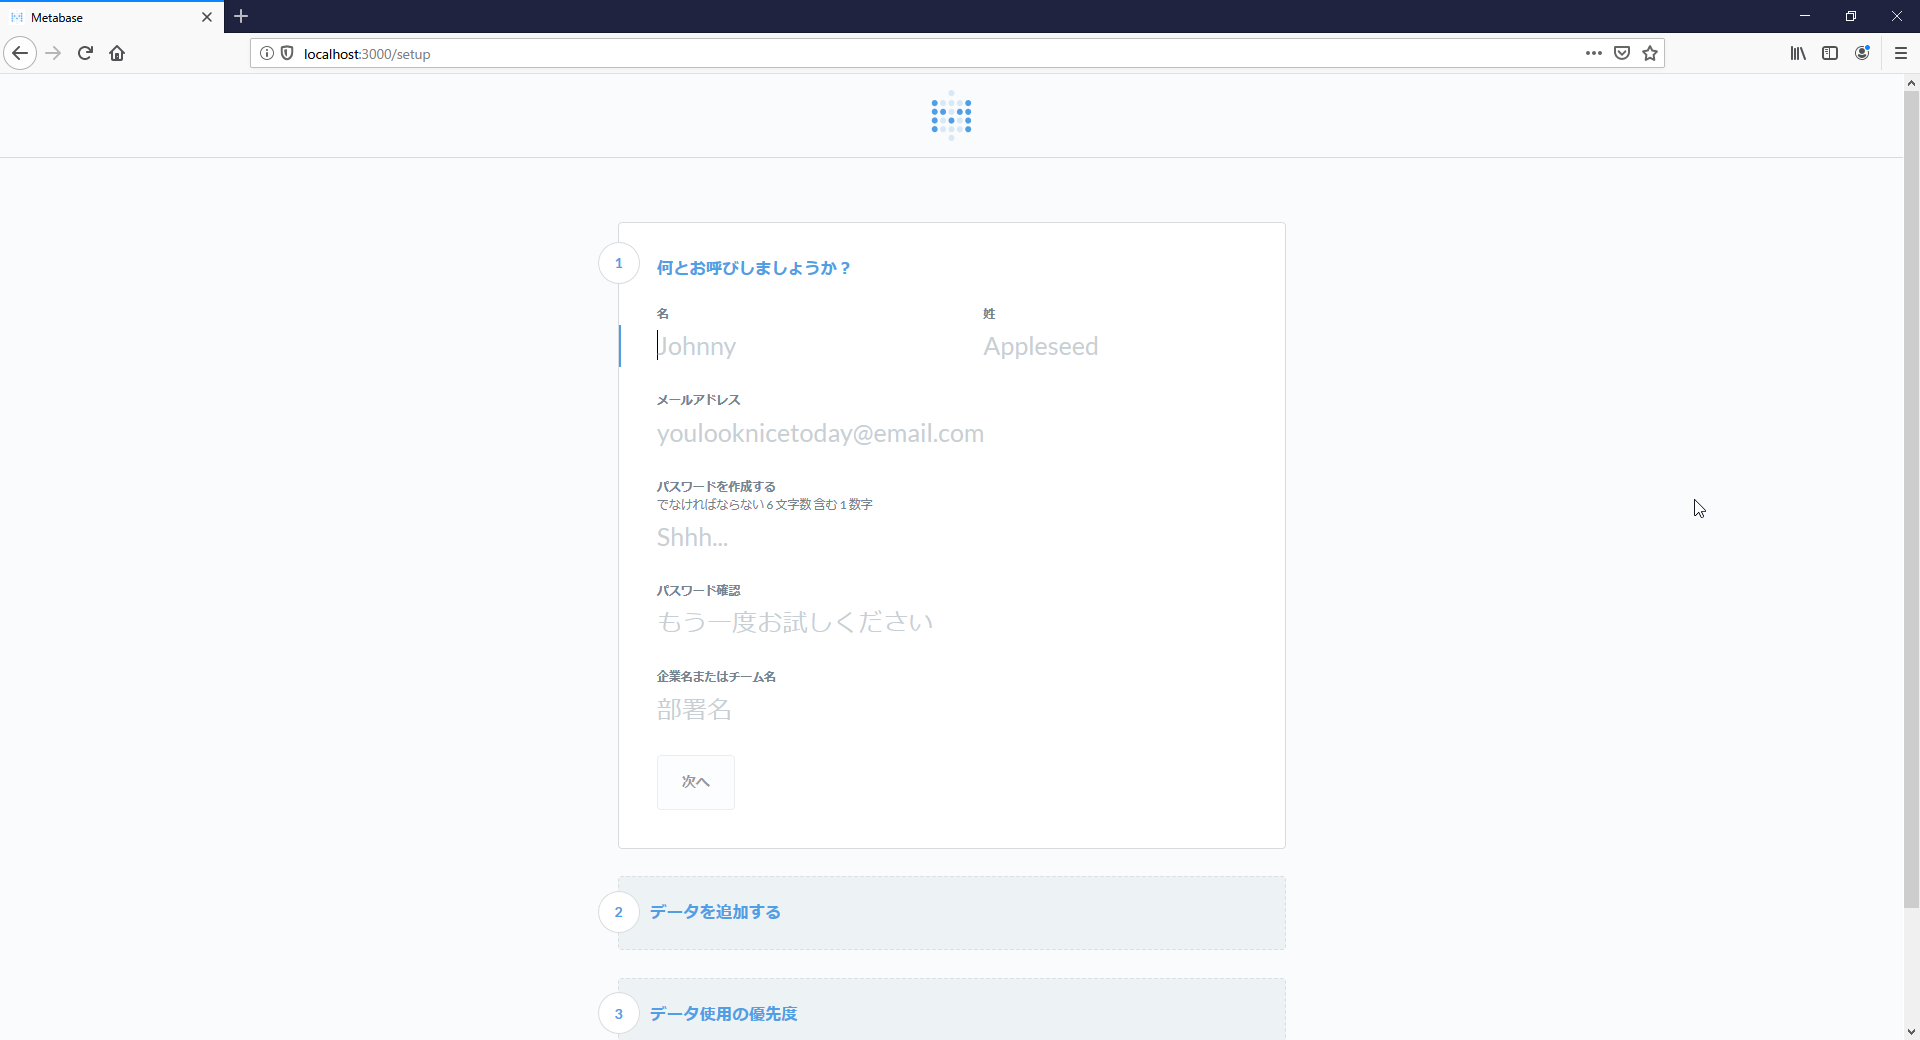 Metabase
localhost:3000/setup
1
何とお呼びしましょうか？
名 姓
Johnny Appleseed
メールアドレス
youlooknicetoday@email.com
パスワードを作成する
でなければならない 6 文字数 含む 1 数字
Shhh...
パスワード確認
もう一度お試しください
企業名またはチーム名
部署名
次へ
2 データを追加する
3 データ使用の優先度